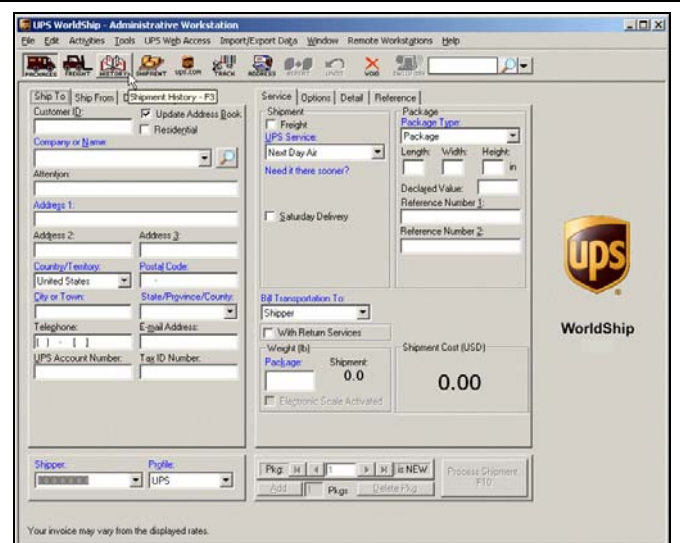 UPS WorldShip - Administrative Workstation
File Edit Activities Tools UPS Web Access Import/Export Data Window Remote Workstations Help
PACKAGES FREIGHT HISTORY SHIPMENT UPS.COM TRACK ADDRESS REPORT UNDO VOID
Ship To Ship From Shipment History - F3
Customer ID:
Update Address Book
Residential
Company or Name:
Attention:
Address 1:
Address 2: Address 3:
Country/Territory: Postal Code:
United States -
City or Town: State/Province/County:
Telephone: E-mail Address:
( ) - [ ]
UPS Account Number: Tax ID Number:
Shipper: Profile:
UPS
Service Options Detail Reference
Shipment
Freight
UPS Service:
Next Day Air
Need it there sooner?
Saturday Delivery
Bill Transportation To:
Shipper
With Return Services
Weight (lb)
Package: Shipment:
0.0
Electronic Scale Activated
Package
Package Type:
Package
Length: Width: Height:
in
Declared Value:
Reference Number 1:
Reference Number 2:
Shipment Cost (USD)
0.00
Pkg: 1 is NEW
Add 1 Pkgs Delete Pkg
Process Shipment
F10
ups
WorldShip
Your invoice may vary from the displayed rates.